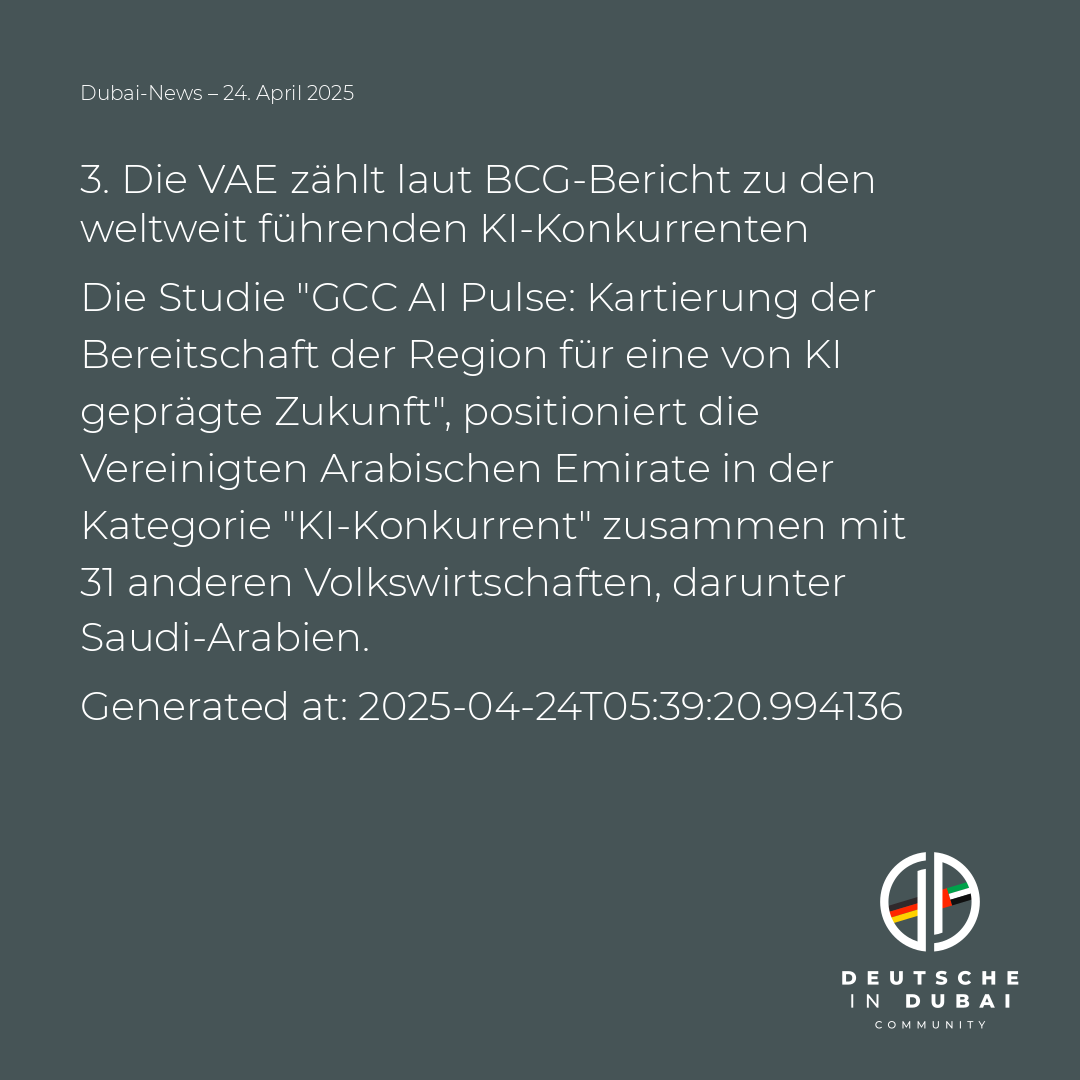 Dubai-News – 24. April 2025
3. Die VAE zählt laut BCG-Bericht zu den
weltweit führenden KI-Konkurrenten
Die Studie "GCC AI Pulse: Kartierung der
Bereitschaft der Region für eine von KI
geprägte Zukunft", positioniert die
Vereinigten Arabischen Emirate in der
Kategorie "KI-Konkurrent" zusammen mit
31 anderen Volkswirtschaften, darunter
Saudi-Arabien.
Generated at: 2025-04-24T05:39:20.994136
DEUTSCHE
IN DUBAI
COMMUNITY